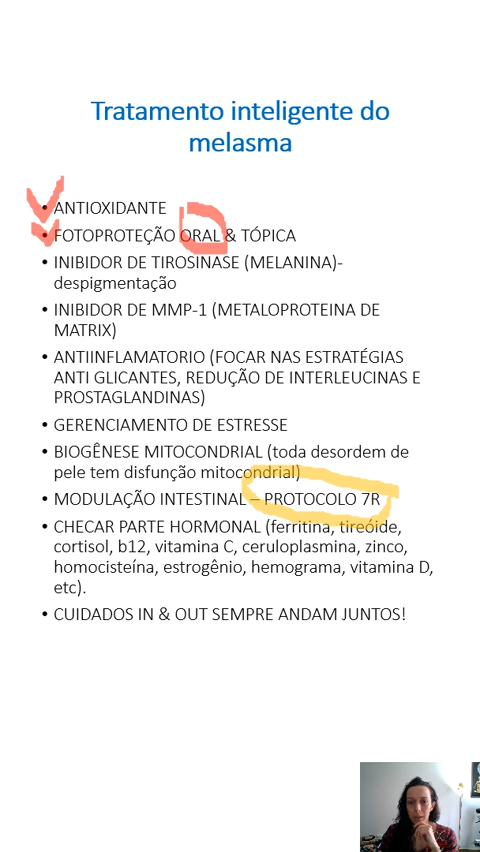 Tratamento inteligente do
melasma
• ANTIOXIDANTE
• FOTOPROTEÇÃO ORAL & TÓPICA
• INIBIDOR DE TIROSINASE (MELANINA)-
despigmentação
• INIBIDOR DE MMP-1 (METALOPROTEINA DE
MATRIX)
• ANTIINFLAMATORIO (FOCAR NAS ESTRATÉGIAS
ANTI GLICANTES, REDUÇÃO DE INTERLEUCINAS E
PROSTAGLANDINAS)
• GERENCIAMENTO DE ESTRESSE
• BIOGÊNESE MITOCONDRIAL (toda desordem de
pele tem disfunção mitocondrial)
• MODULAÇÃO INTESTINAL – PROTOCOLO 7R
• CHECAR PARTE HORMONAL (ferritina, tireóide,
cortisol, b12, vitamina C, ceruloplasmina, zinco,
homocisteína, estrogênio, hemograma, vitamina D,
etc).
• CUIDADOS IN & OUT SEMPRE ANDAM JUNTOS!